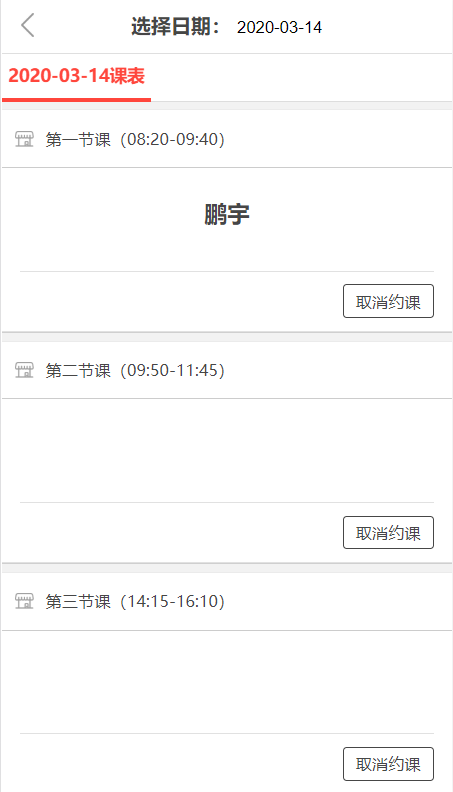 选择日期： 2020-03-14
2020-03-14课表
第一节课（08:20-09:40）
鹏宇
取消约课
第二节课（09:50-11:45）
取消约课
第三节课（14:15-16:10）
取消约课